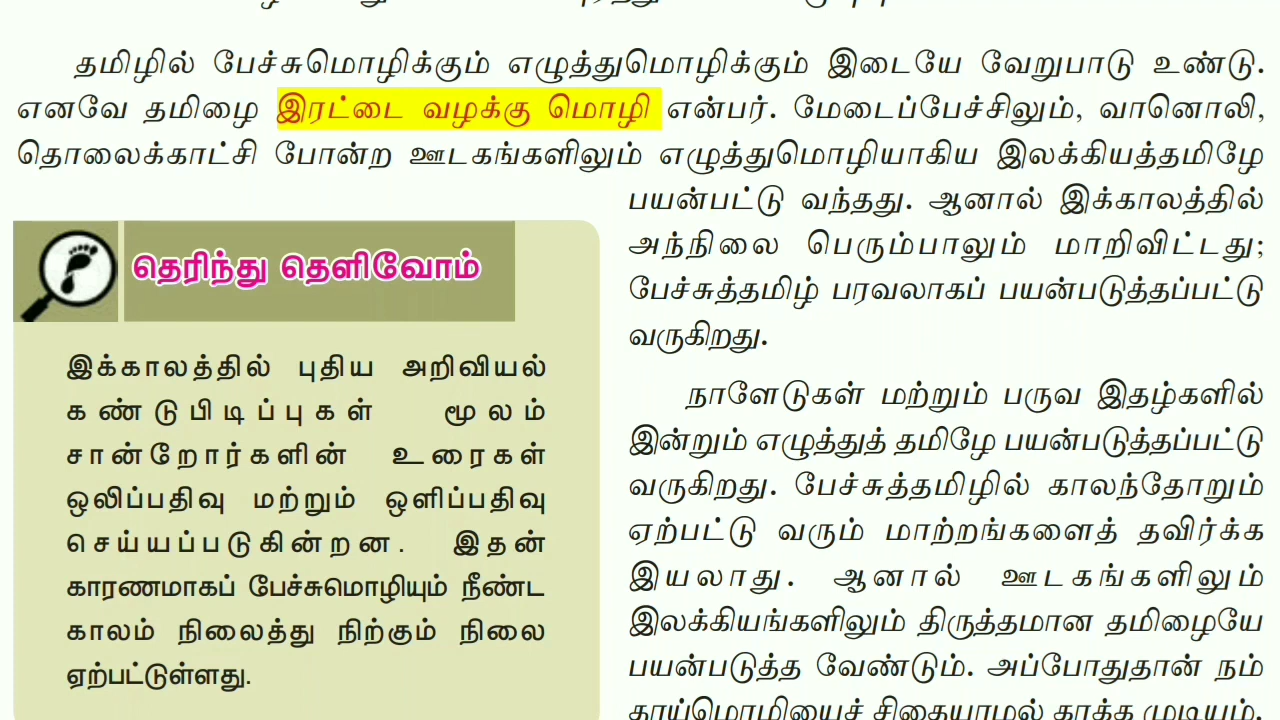 தமிழில் பேச்சுமொழிக்கும் எழுத்துமொழிக்கும் இடையே வேறுபாடு உண்டு.
எனவே தமிழை இரட்டை வழக்கு மொழி என்பர். மேடைப்பேச்சிலும், வானொலி,
தொலைக்காட்சி போன்ற ஊடகங்களிலும் எழுத்துமொழியாகிய இலக்கியத்தமிழே
பயன்பட்டு வந்தது. ஆனால் இக்காலத்தில்
அந்நிலை பெரும்பாலும் மாறிவிட்டது;
பேச்சுத்தமிழ் பரவலாகப் பயன்படுத்தப்பட்டு
வருகிறது.
நாளேடுகள் மற்றும் பருவ இதழ்களில்
இன்றும் எழுத்துத் தமிழே பயன்படுத்தப்பட்டு
வருகிறது. பேச்சுத்தமிழில் காலந்தோறும்
ஏற்பட்டு வரும் மாற்றங்களைத் தவிர்க்க
இயலாது. ஆனால் ஊடகங்களிலும்
இலக்கியங்களிலும் திருத்தமான தமிழையே
பயன்படுத்த வேண்டும். அப்போதுதான் நம்
தாய்மொழியைச் சிதையாமல் காக்க முடியும்.
தெரிந்து தெளிவோம்
இக்காலத்தில் புதிய அறிவியல்
கண்டுபிடிப்புகள் மூலம்
சான்றோர்களின் உரைகள்
ஒலிப்பதிவு மற்றும் ஒளிப்பதிவு
செய்யப்படுகின்றன. இதன்
காரணமாகப் பேச்சுமொழியும் நீண்ட
காலம் நிலைத்து நிற்கும் நிலை
ஏற்பட்டுள்ளது.